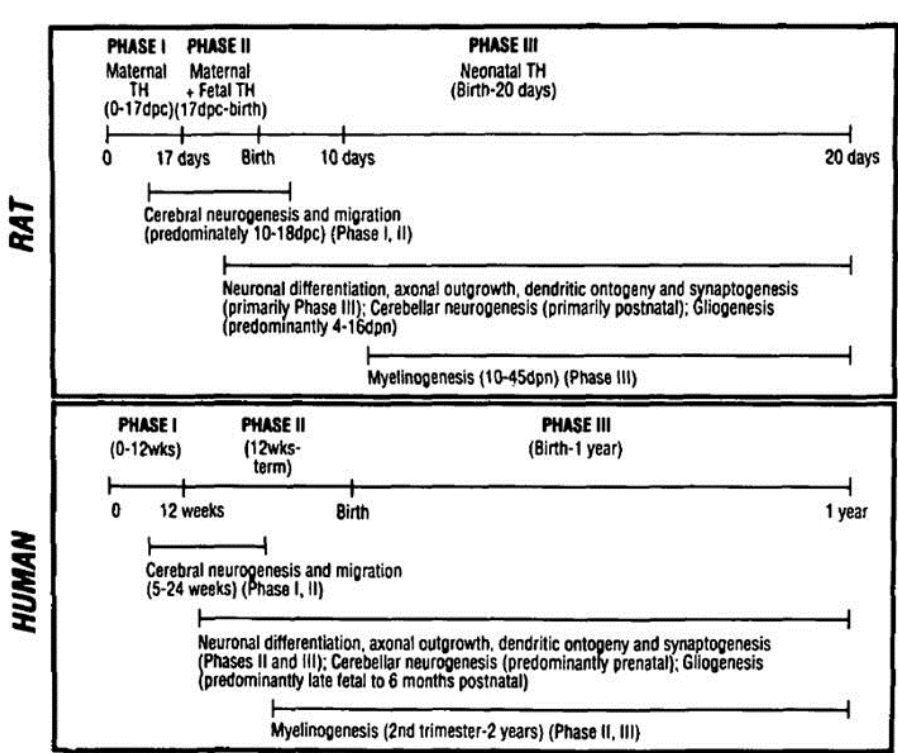 RAT
PHASE I PHASE II PHASE III
Maternal Maternal Neonatal TH
TH + Fetal TH (Birth-20 days)
(0-17dpc)(17dpc-birth)
0 17 days Birth 10 days 20 days
Cerebral neurogenesis and migration
(predominately 10-18dpc) (Phase I, II)
Neuronal differentiation, axonal outgrowth, dendritic ontogeny and synaptogenesis
(primarily Phase III); Cerebellar neurogenesis (primarily postnatal); Gliogenesis
(predominantly 4-16dpn)
Myelinogenesis (10-45dpn) (Phase III)
HUMAN
PHASE I PHASE II PHASE III
(0-12wks) (12wks- (Birth-1 year)
term)
0 12 weeks Birth 1 year
Cerebral neurogenesis and migration
(5-24 weeks) (Phase I, II)
Neuronal differentiation, axonal outgrowth, dendritic ontogeny and synaptogenesis
(Phases II and III); Cerebellar neurogenesis (predominantly prenatal); Gliogenesis
(predominantly late fetal to 6 months postnatal)
Myelinogenesis (2nd trimester-2 years) (Phase II, III)